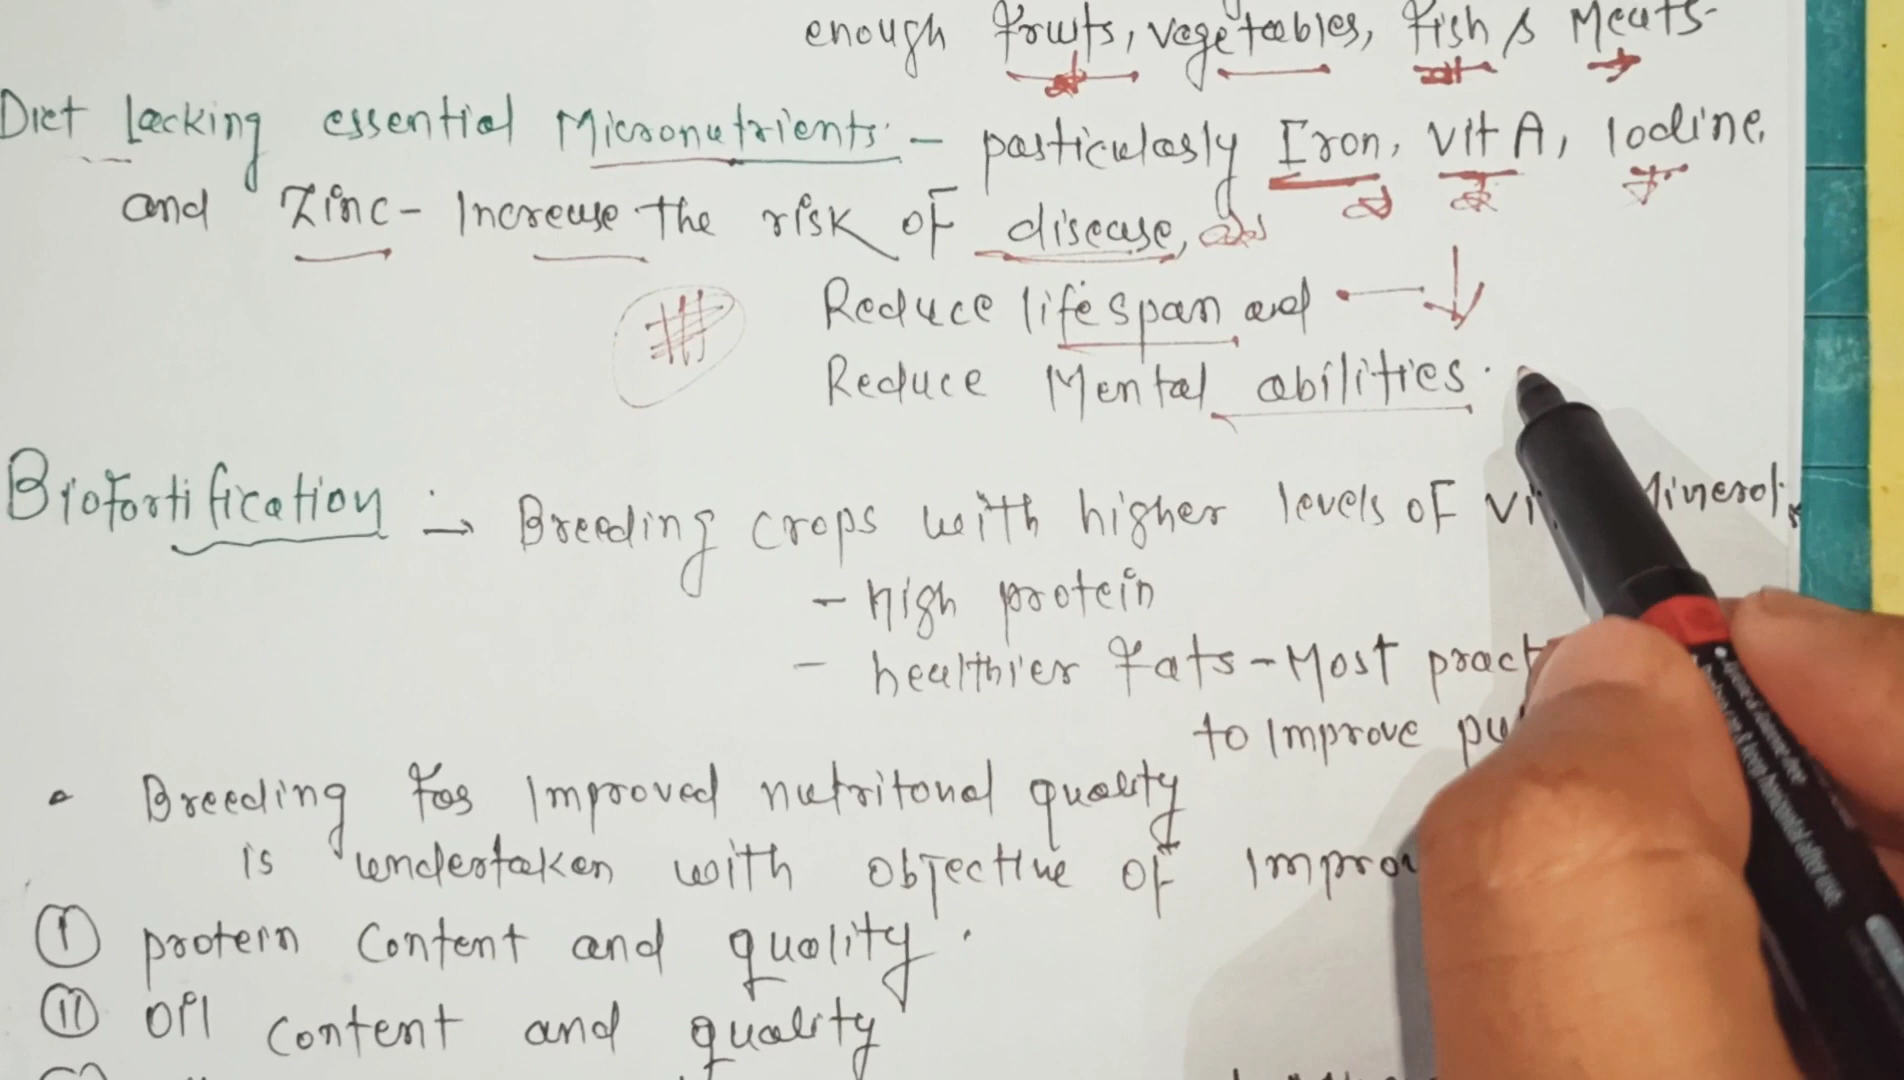 enough fruits, vegetables, Fish & Meats-
Diet lacking essential Micronutrients - particularly Iron, vit A, Iodine,
and Zinc - Increase the risk of disease,
Reduce lifespan and
Reduce Mental abilities.
Biofortification :→ Breeding crops with higher levels of
- high protein
- healthier Fats - Most
to Improve
Breeding for Improved nutritonal quality
is undertaken with objective of
I protein content and quality.
II Oil content and quality